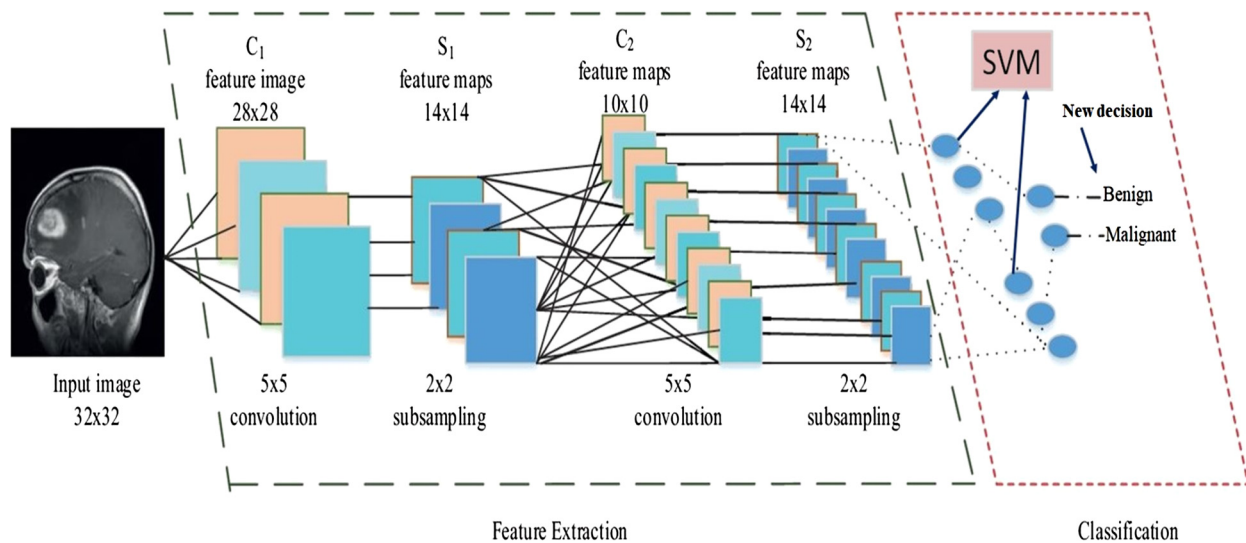 C₁
feature image
28x28
S₁
feature maps
14x14
C₂
feature maps
10x10
S₂
feature maps
14x14
SVM
New decision
Benign
Malignant
Input image
32x32
5x5
convolution
2x2
subsampling
5x5
convolution
2x2
subsampling
Feature Extraction
Classification